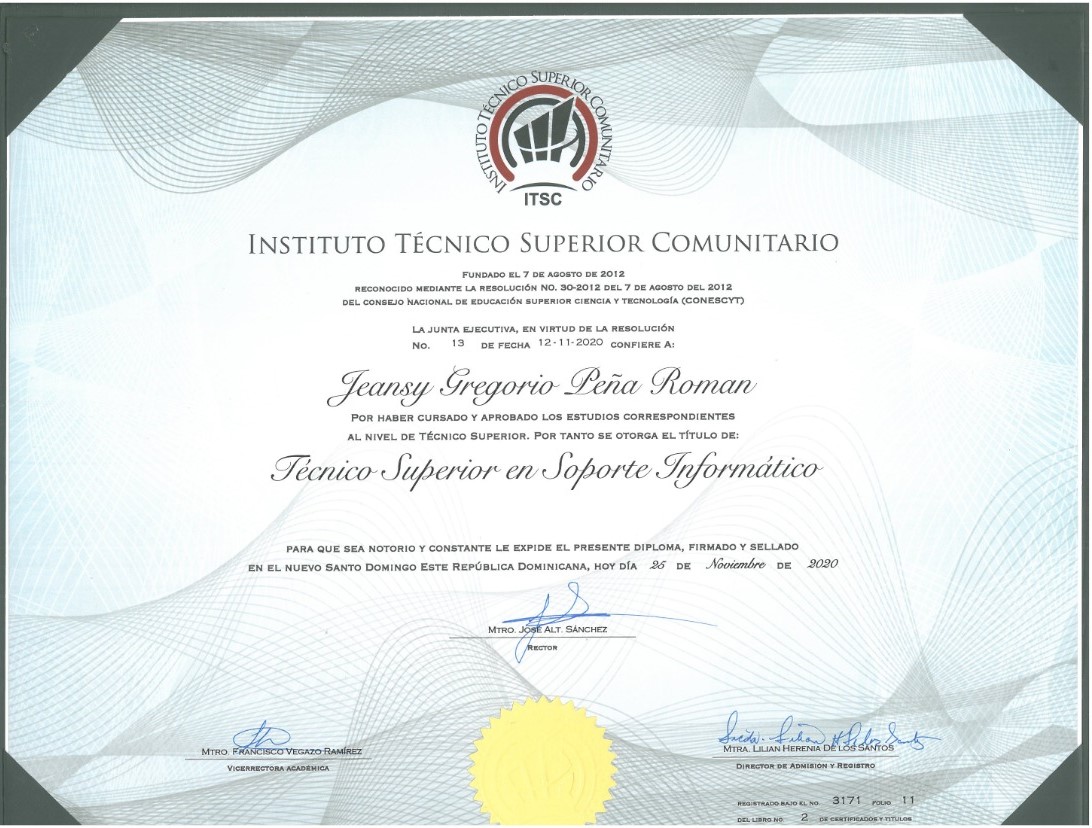 INSTITUTO TÉCNICO SUPERIOR COMUNITARIO
ITSC
INSTITUTO TÉCNICO SUPERIOR COMUNITARIO
FUNDADO EL 7 DE AGOSTO DE 2012
RECONOCIDO MEDIANTE LA RESOLUCIÓN NO. 30-2012 DEL 7 DE AGOSTO DEL 2012
DEL CONSEJO NACIONAL DE EDUCACIÓN SUPERIOR CIENCIA Y TECNOLOGÍA (CONESCYT)
LA JUNTA EJECUTIVA, EN VIRTUD DE LA RESOLUCIÓN
NO. 13 DE FECHA 12-11-2020 CONFIERE A:
Jeansy Gregorio Peña Roman
POR HABER CURSADO Y APROBADO LOS ESTUDIOS CORRESPONDIENTES
AL NIVEL DE TÉCNICO SUPERIOR. POR TANTO SE OTORGA EL TÍTULO DE:
Técnico Superior en Soporte Informático
PARA QUE SEA NOTORIO Y CONSTANTE LE EXPIDE EL PRESENTE DIPLOMA, FIRMADO Y SELLADO
EN EL NUEVO SANTO DOMINGO ESTE REPÚBLICA DOMINICANA, HOY DÍA 25 DE Noviembre DE 2020
MTRO. JOSÉ ALT. SÁNCHEZ
RECTOR
MTRO. FRANCISCO VEGAZO RAMÍREZ
VICERRECTORA ACADÉMICA
MTRA. LILIAN HERENIA DE LOS SANTOS
DIRECTOR DE ADMISION Y REGISTRO
REGISTRADO BAJO EL NO. 3171 FOLIO 11
DEL LIBRO NO. 2 DE CERTIFICADOS Y TITULOS